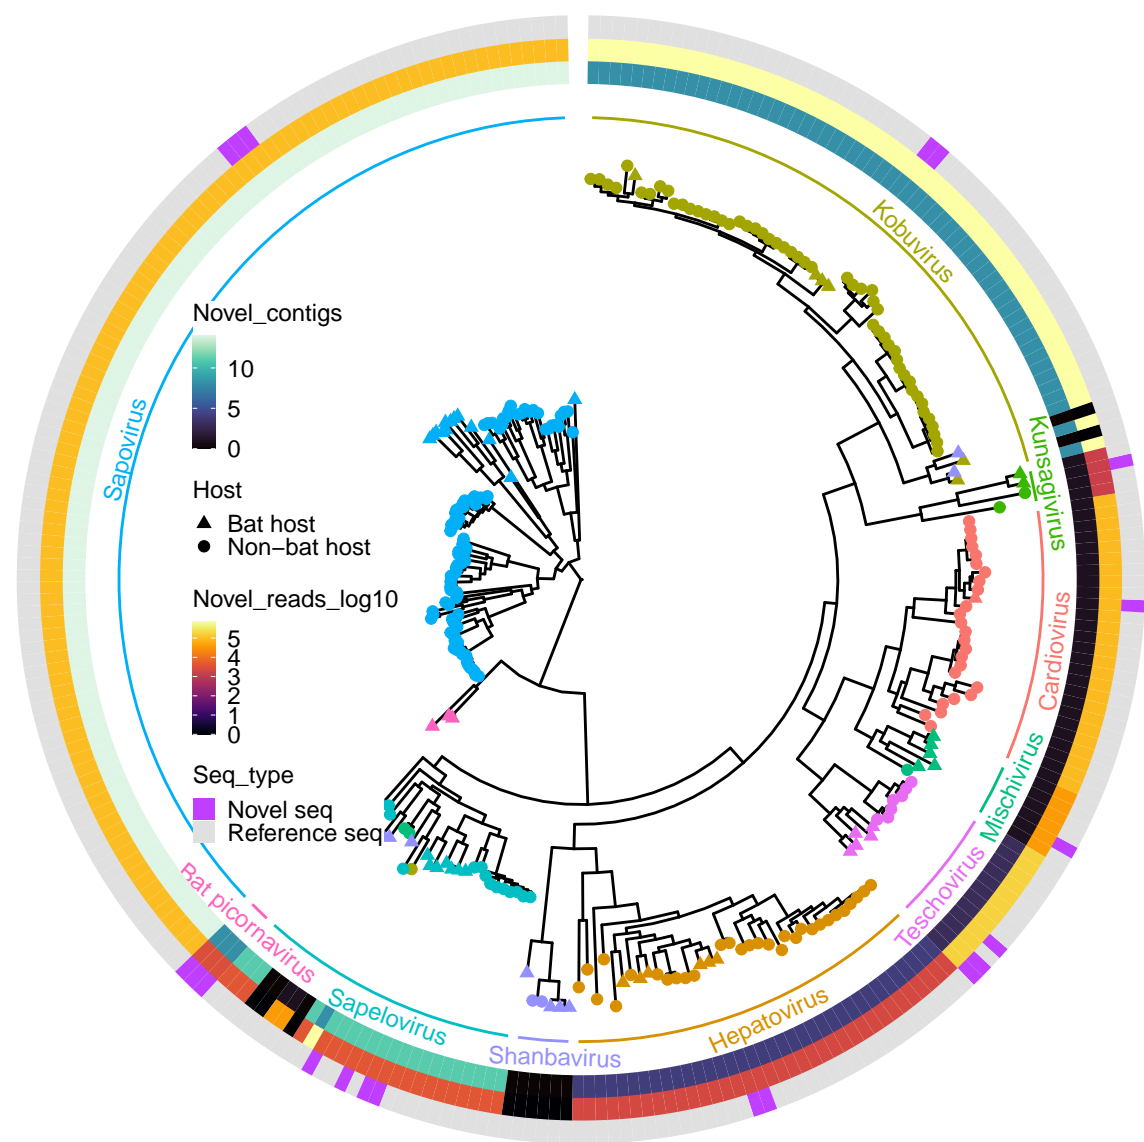 Kobuvirus
Kunsagivirus
Cardiovirus
Mischivirus
Teschovirus
Hepatovirus
Shanbavirus
Sapelovirus
Bat picornavirus
Sapovirus
Novel_contigs
10
5
0
Host
Bat host
Non−bat host
Novel_reads_log10
5
4
3
2
1
0
Seq_type
Novel seq
Reference seq